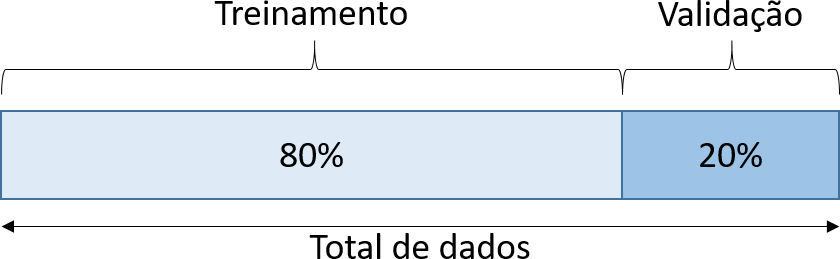 Treinamento
Validação
80%
20%
Total de dados